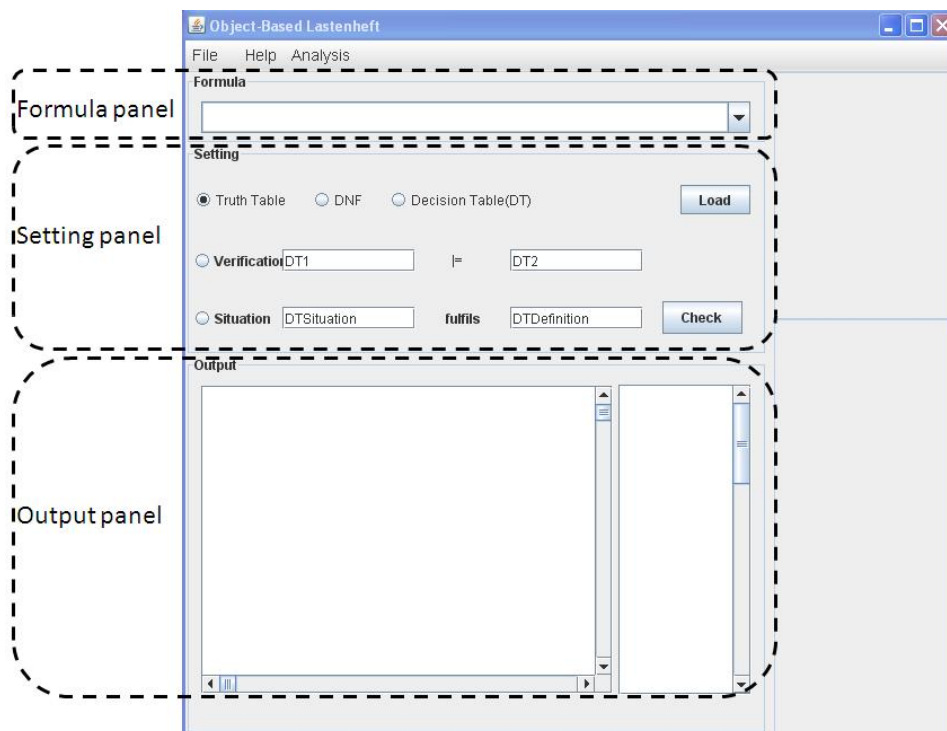 Object-Based Lastenheft
File Help Analysis
Formula
Formula panel
Setting
Truth Table DNF Decision Table(DT) Load
Setting panel
Verification DT1 |= DT2
Situation DTSituation fulfils DTDefinition Check
Output
Output panel